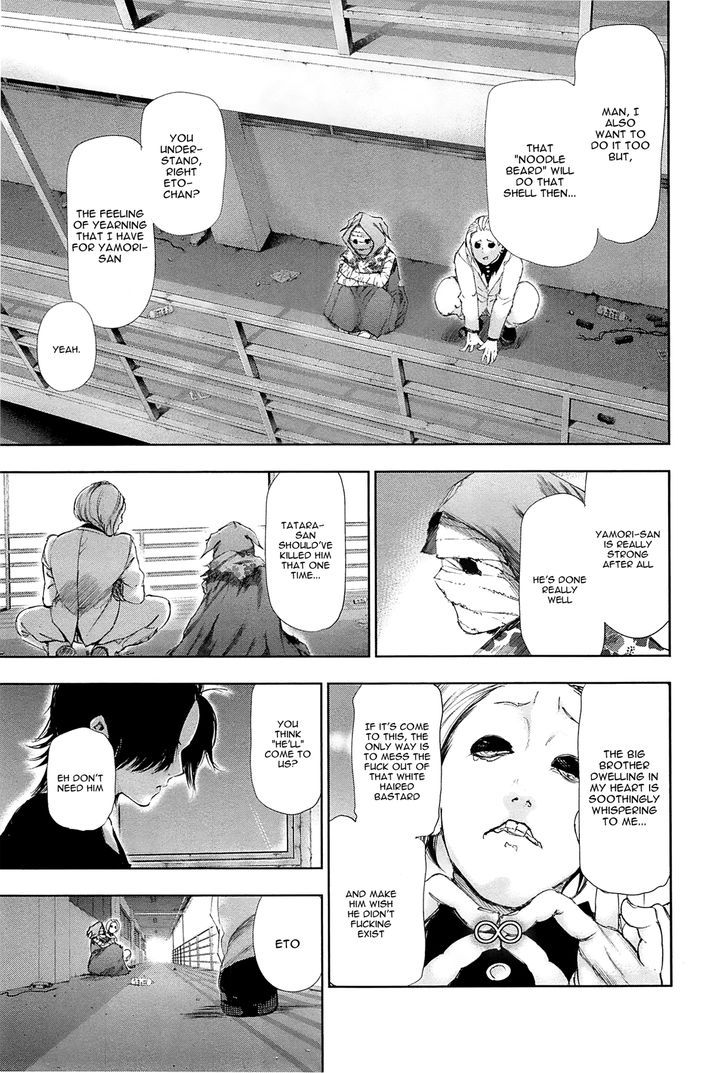 MAN, I
ALSO
WANT TO
DO IT TOO
BUT,
THAT
"NOODLE
BEARD" WILL
DO THAT
SHELL THEN...
YOU
UNDER-
STAND,
RIGHT
ETO-
CHAN?
THE FEELING
OF YEARNING
THAT I HAVE
FOR YAMORI-
SAN
YEAH.
YAMORI-SAN
IS REALLY
STRONG
AFTER ALL
HE'S DONE
REALLY
WELL
TATARA-
SAN
SHOULD'VE
KILLED HIM
THAT ONE
TIME...
THE BIG
BROTHER
DWELLING IN
MY HEART IS
SOOTHINGLY
WHISPERING
TO ME...
IF IT'S COME
TO THIS, THE
ONLY WAY IS
TO MESS THE
FUCK OUT OF
THAT WHITE
HAIRED
BASTARD
AND MAKE
HIM WISH
HE DIDN'T
FUCKING
EXIST
YOU
THINK
"HE'LL"
COME TO
US?
EH DON'T
NEED HIM
ETO